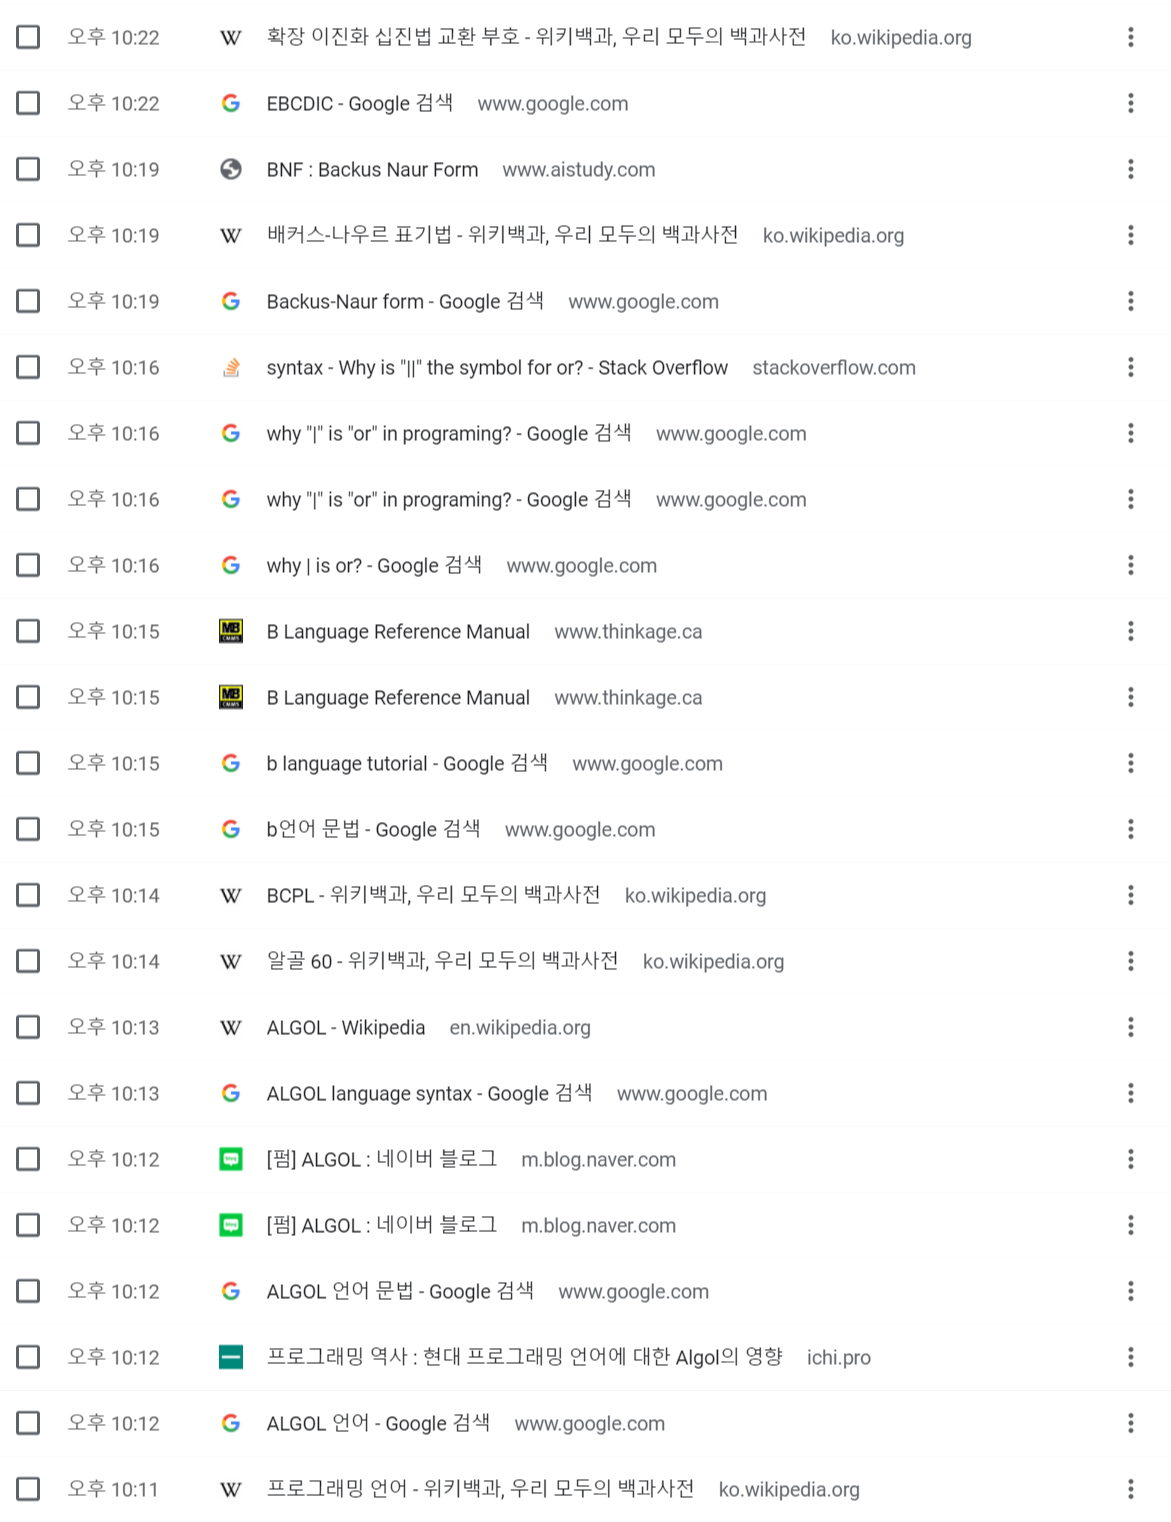 오후 10:22 W 확장 이진화 십진법 교환 부호 - 위키백과, 우리 모두의 백과사전 ko.wikipedia.org
오후 10:22 G EBCDIC - Google 검색 www.google.com
오후 10:19 BNF : Backus Naur Form www.aistudy.com
오후 10:19 W 배커스-나우르 표기법 - 위키백과, 우리 모두의 백과사전 ko.wikipedia.org
오후 10:19 G Backus-Naur form - Google 검색 www.google.com
오후 10:16 syntax - Why is "||" the symbol for or? - Stack Overflow stackoverflow.com
오후 10:16 G why "|" is "or" in programing? - Google 검색 www.google.com
오후 10:16 G why "|" is "or" in programing? - Google 검색 www.google.com
오후 10:16 G why | is or? - Google 검색 www.google.com
오후 10:15 MB CMMS B Language Reference Manual www.thinkage.ca
오후 10:15 MB CMMS B Language Reference Manual www.thinkage.ca
오후 10:15 G b language tutorial - Google 검색 www.google.com
오후 10:15 G b언어 문법 - Google 검색 www.google.com
오후 10:14 W BCPL - 위키백과, 우리 모두의 백과사전 ko.wikipedia.org
오후 10:14 W 알골 60 - 위키백과, 우리 모두의 백과사전 ko.wikipedia.org
오후 10:13 W ALGOL - Wikipedia en.wikipedia.org
오후 10:13 G ALGOL language syntax - Google 검색 www.google.com
오후 10:12 blog [펌] ALGOL : 네이버 블로그 m.blog.naver.com
오후 10:12 blog [펌] ALGOL : 네이버 블로그 m.blog.naver.com
오후 10:12 G ALGOL 언어 문법 - Google 검색 www.google.com
오후 10:12 프로그래밍 역사 : 현대 프로그래밍 언어에 대한 Algol의 영향 ichi.pro
오후 10:12 G ALGOL 언어 - Google 검색 www.google.com
오후 10:11 W 프로그래밍 언어 - 위키백과, 우리 모두의 백과사전 ko.wikipedia.org